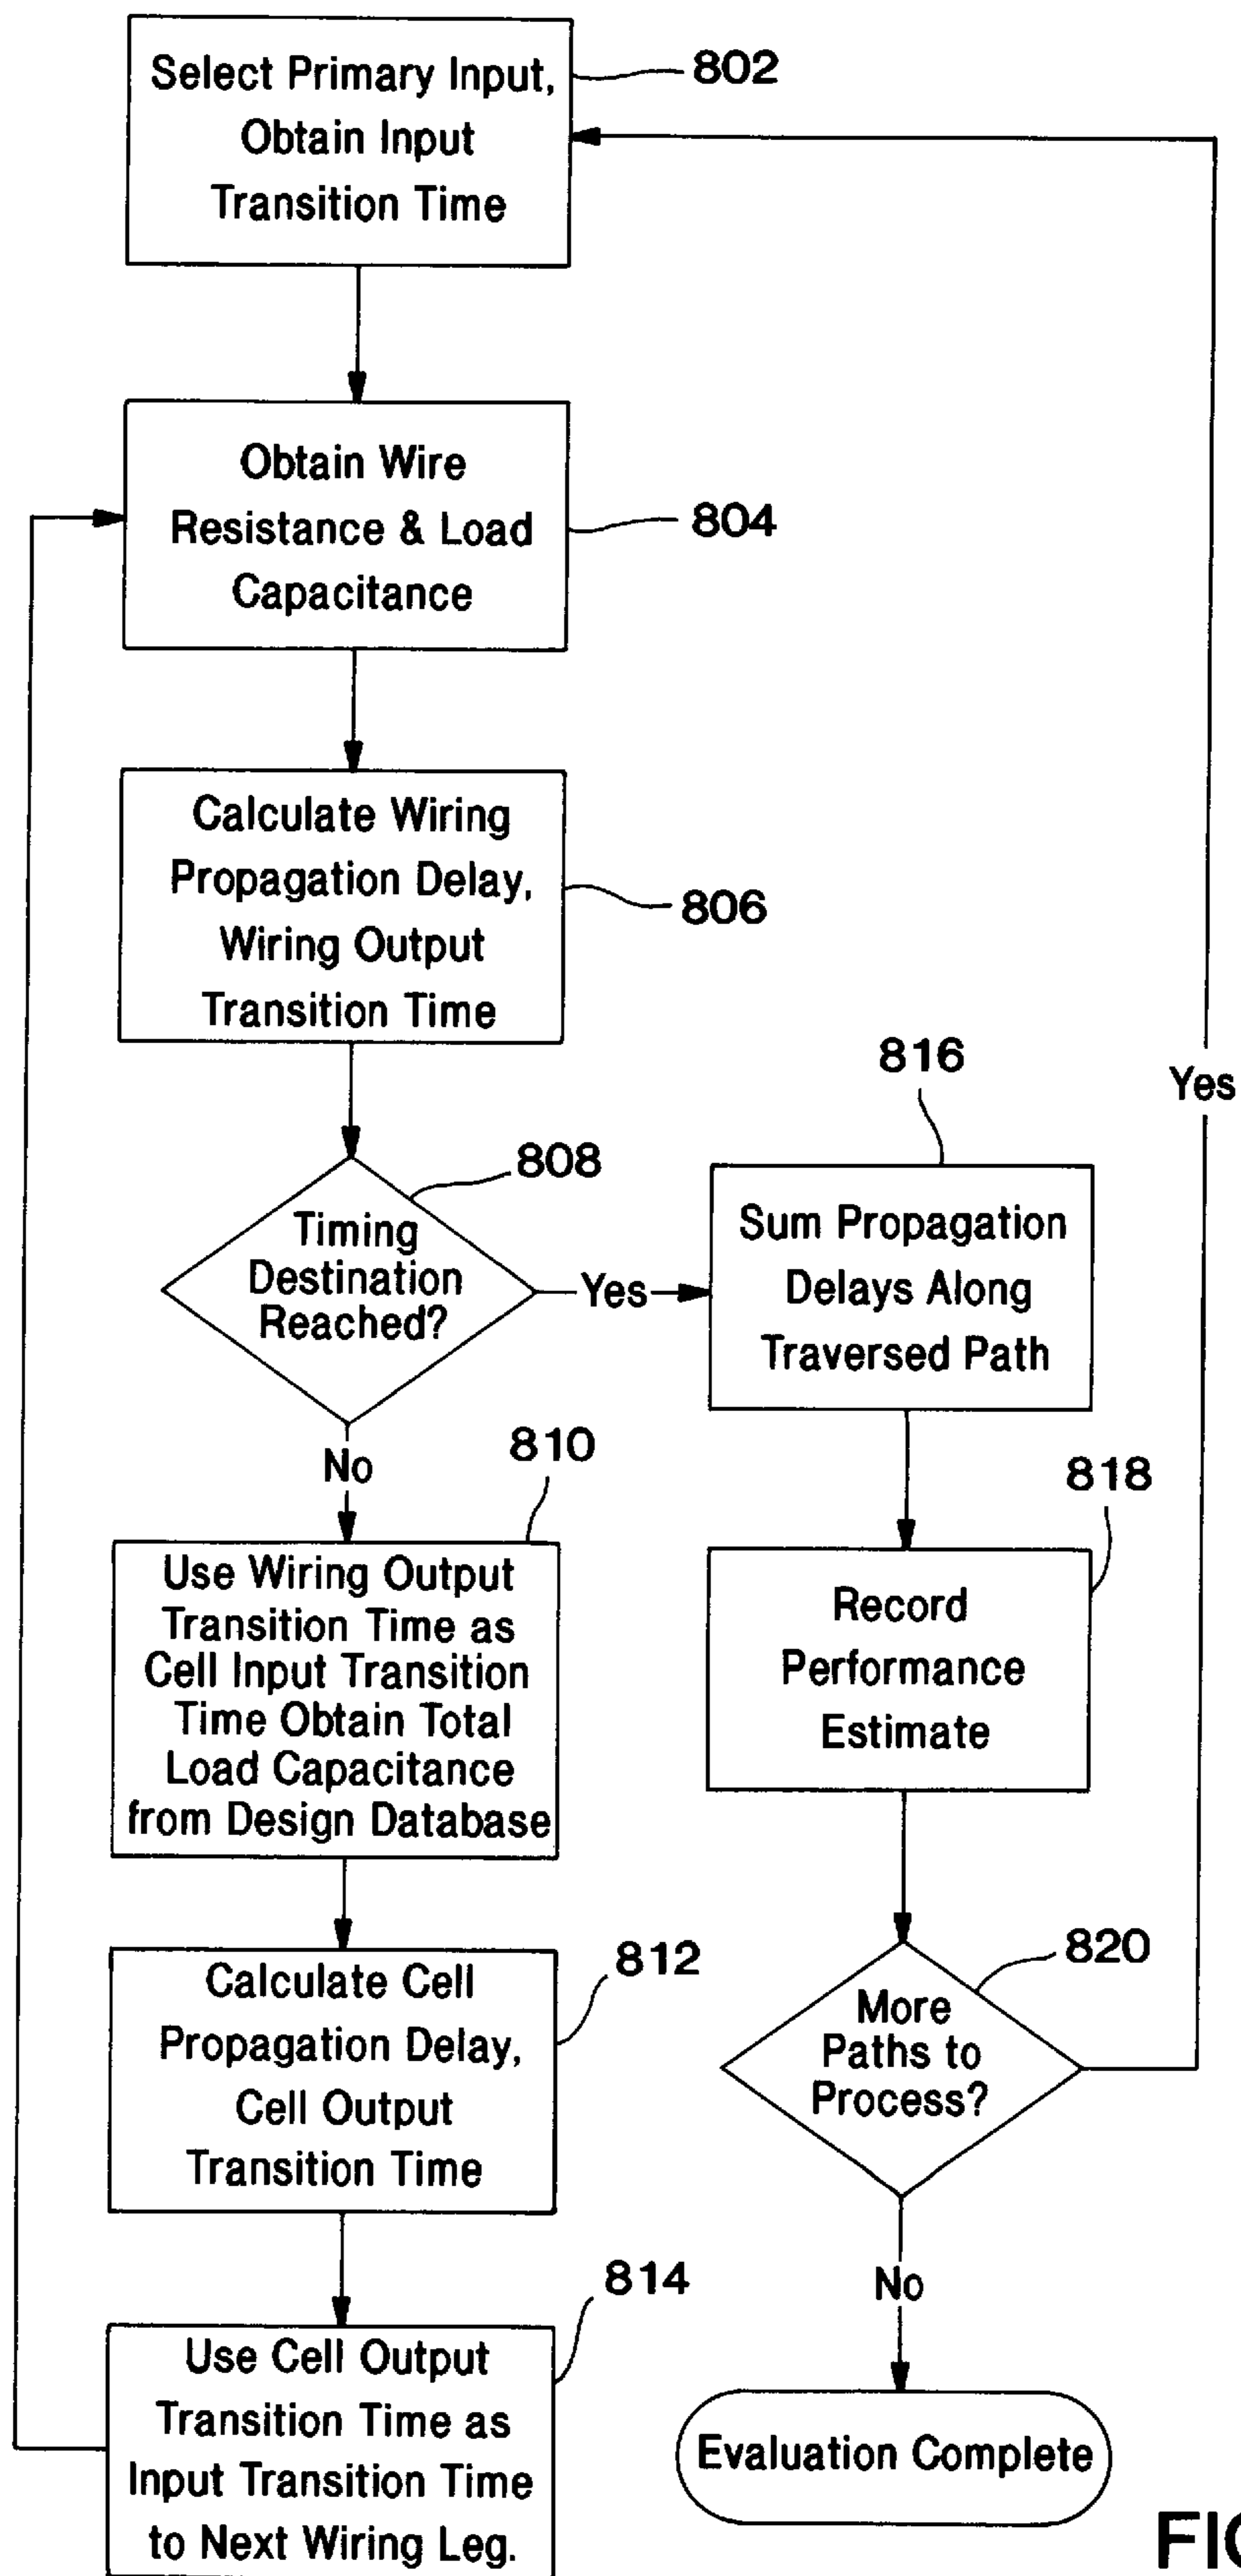 Select Primary Input,
Obtain Input
Transition Time
802
Obtain Wire
Resistance & Load
Capacitance
804
Calculate Wiring
Propagation Delay,
Wiring Output
Transition Time
806
Timing
Destination
Reached?
808
Yes
No
Use Wiring Output
Transition Time as
Cell Input Transition
Time Obtain Total
Load Capacitance
from Design Database
810
Calculate Cell
Propagation Delay,
Cell Output
Transition Time
812
Use Cell Output
Transition Time as
Input Transition Time
to Next Wiring Leg.
814
816
Sum Propagation
Delays Along
Traversed Path
818
Record
Performance
Estimate
820
More
Paths to
Process?
Yes
No
Evaluation Complete